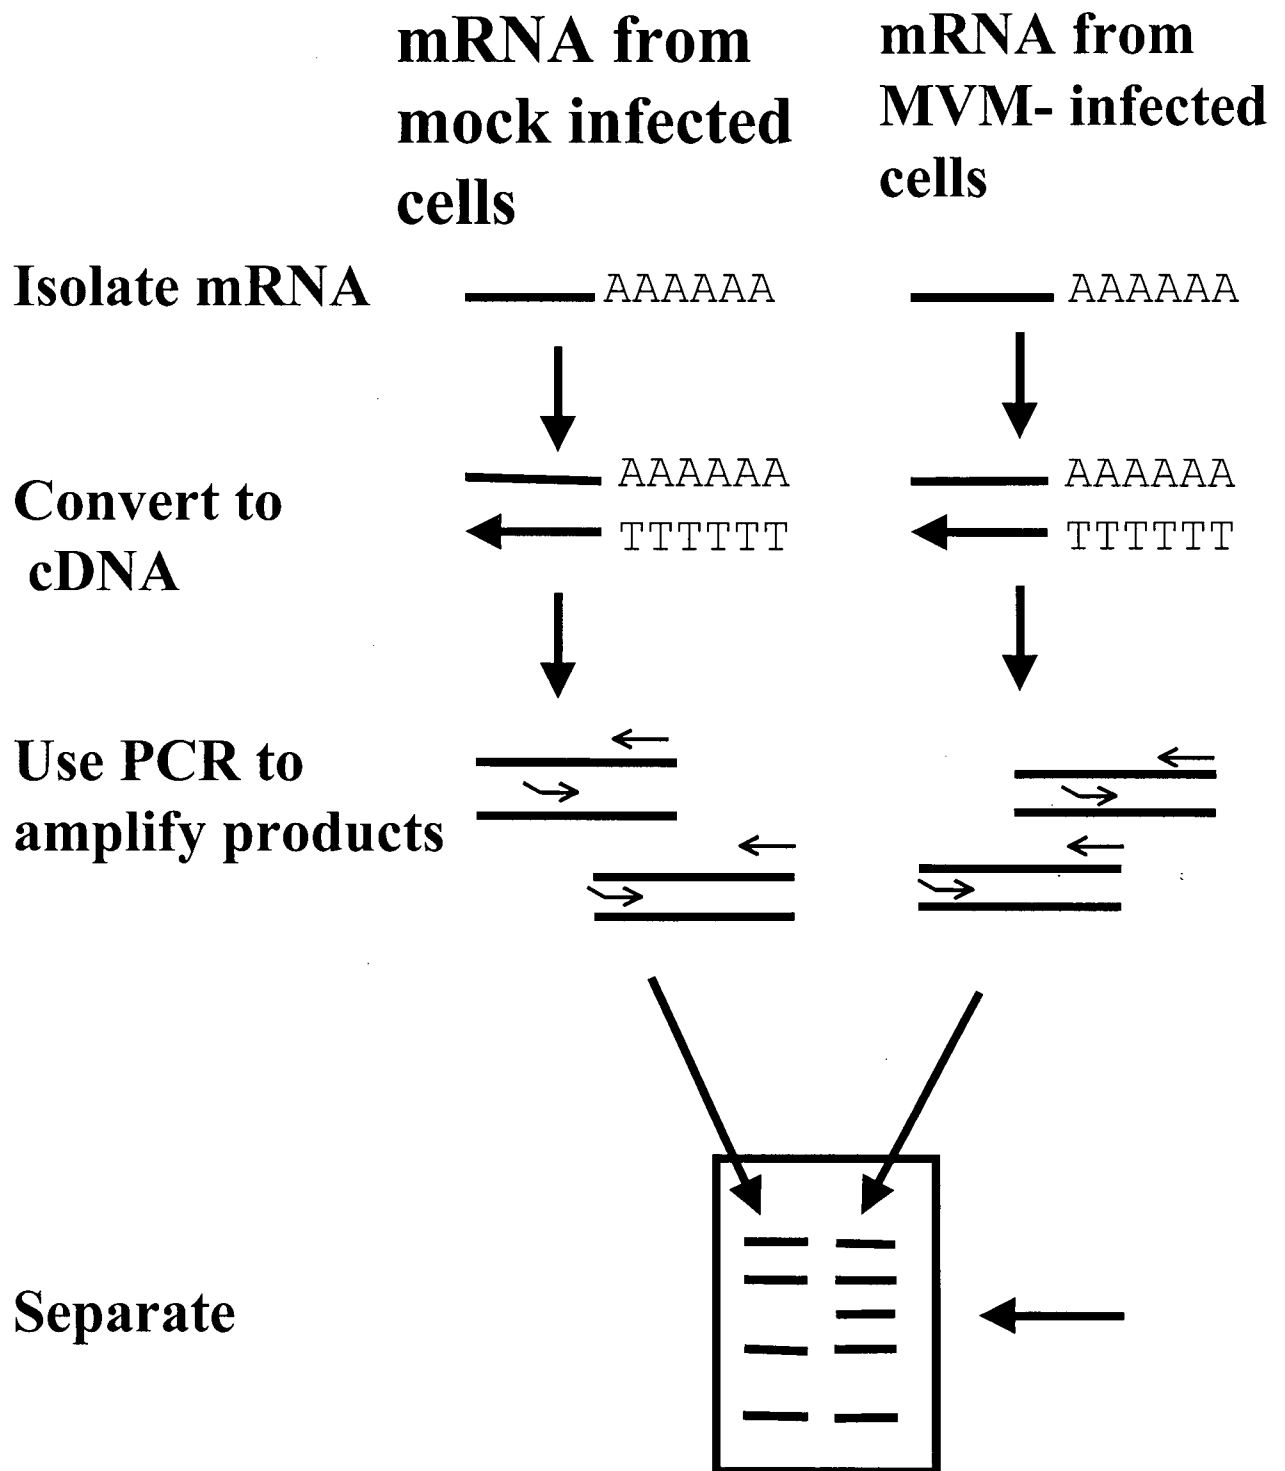 mRNA from
mock infected
cells
mRNA from
MVM- infected
cells
Isolate mRNA
AAAAAA
AAAAAA
Convert to
cDNA
AAAAAA
TTTTTT
AAAAAA
TTTTTT
Use PCR to
amplify products
Separate